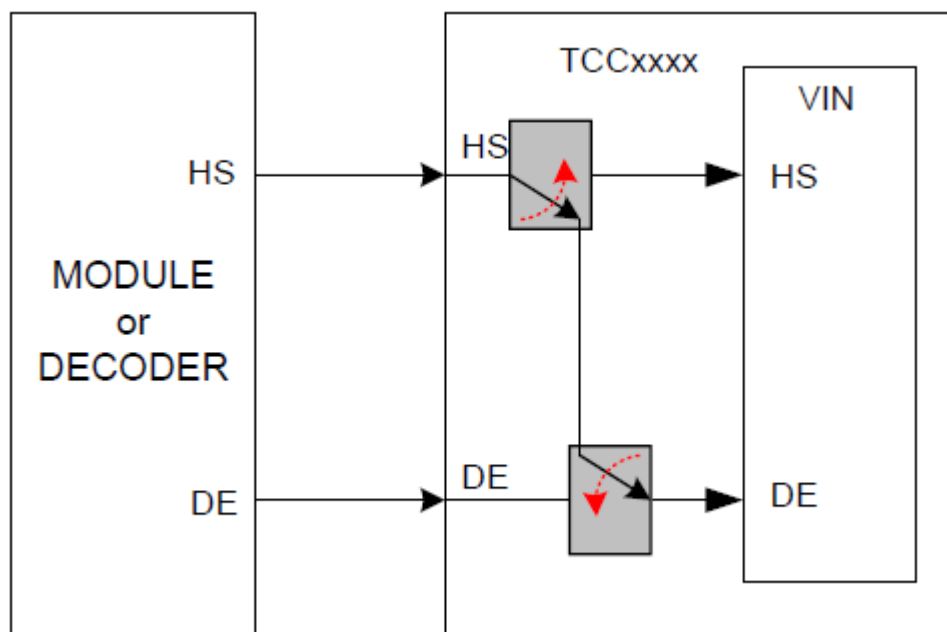 TCCxxxx
VIN
HS
HS
HS
MODULE
or
DECODER
DE
DE
DE